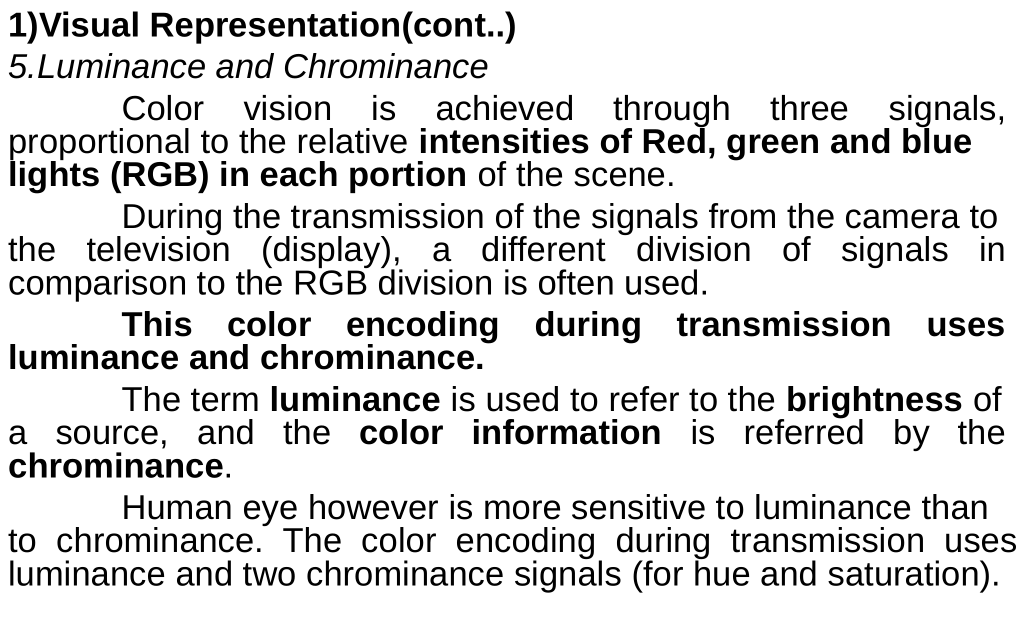 1)Visual Representation(cont..)
5.Luminance and Chrominance
Color vision is achieved through three signals,
proportional to the relative intensities of Red, green and blue
lights (RGB) in each portion of the scene.
During the transmission of the signals from the camera to
the television (display), a different division of signals in
comparison to the RGB division is often used.
This color encoding during transmission uses
luminance and chrominance.
The term luminance is used to refer to the brightness of
a source, and the color information is referred by the
chrominance.
Human eye however is more sensitive to luminance than
to chrominance. The color encoding during transmission uses
luminance and two chrominance signals (for hue and saturation).